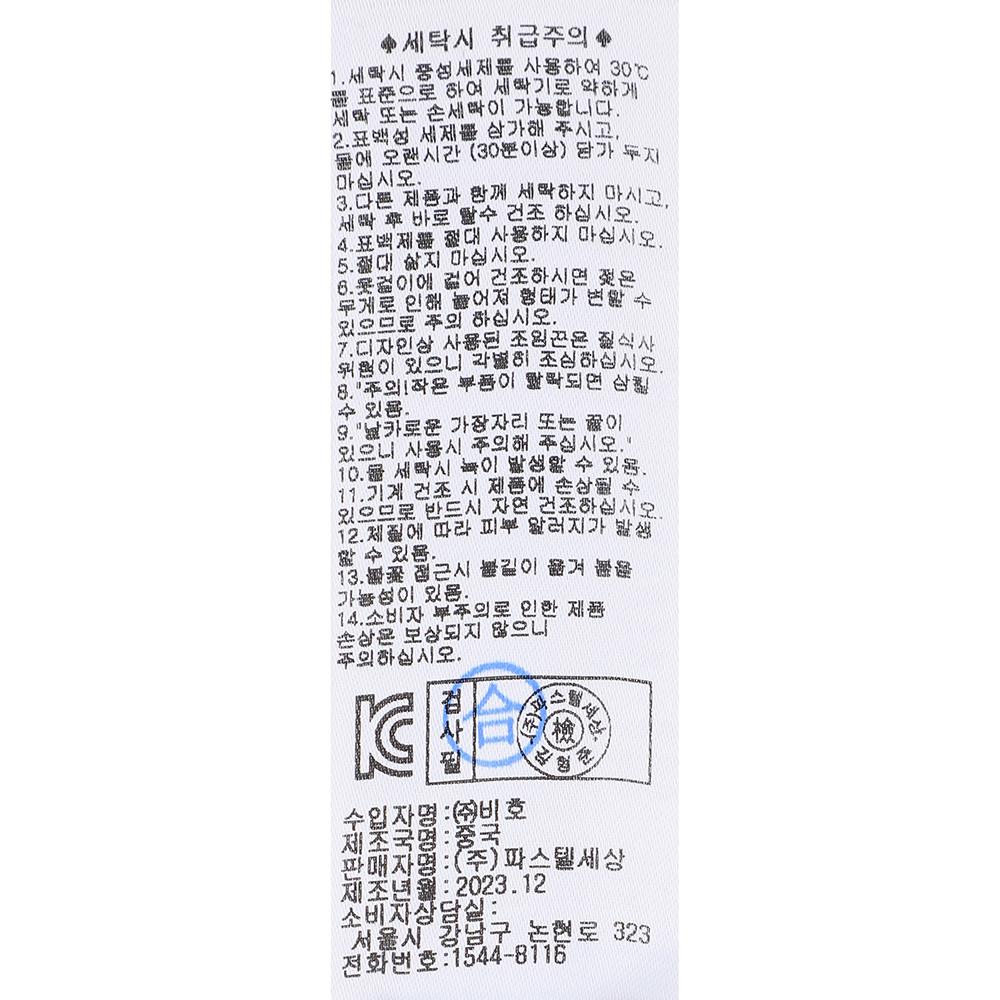 ♠세탁시 취급주의♠
1.세탁시 중성세제를 사용하여 30℃
를 표준으로 하여 세탁기로 약하게
세탁 또는 손세탁이 가능합니다.
2.표백성 세제를 삼가해 주시고,
물에 오랜시간 (30분이상) 담가 두지
마십시오.
3.다른 제품과 함께 세탁하지 마시고,
세탁 후 바로 탈수 건조 하십시오.
4.표백제를 절대 사용하지 마십시오.
5.절대 삶지 마십시오.
6.옷걸이에 걸어 건조하시면 젖은
무게로 인해 늘어져 형태가 변할 수
있으므로 주의 하십시오.
7.디자인상 사용된 조임끈은 질식사
위험이 있으니 각별히 조심하십시오.
8."주의!작은 부품이 탈락되면 삼킬
수 있음.
9."날카로운 가장자리 또는 끝이
있으니 사용시 주의해 주십시오."
10.물 세탁시 녹이 발생할 수 있음.
11.기계 건조 시 제품에 손상될 수
있으므로 반드시 자연 건조하십시오.
12.체질에 따라 피부 알러지가 발생
할 수 있음.
13.불꽃 접근시 불길이 옮겨 붙을
가능성이 있음.
14.소비자 부주의로 인한 제품
손상은 보상되지 않으니
주의하십시오.
검사필
合
(주)파스텔세상
檢
김형준
수입자명:㈜비호
제조국명:중국
판매자명:(주)파스텔세상
제조년월:2023.12
소비자상담실:
서울시 강남구 논현로 323
전화번호:1544-8116